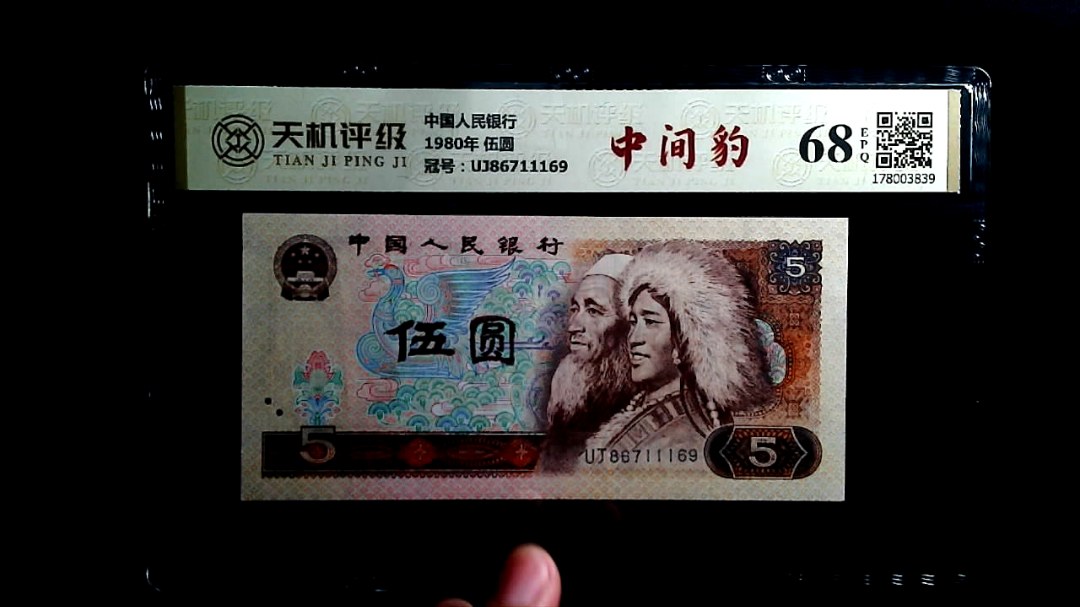 天机评级
TIAN JI PING JI
中国人民银行
1980年 伍圆
冠号：UJ86711169
中间豹
68
EPQ
178003839
中国人民银行
5
伍圆
5
UJ86711169
5